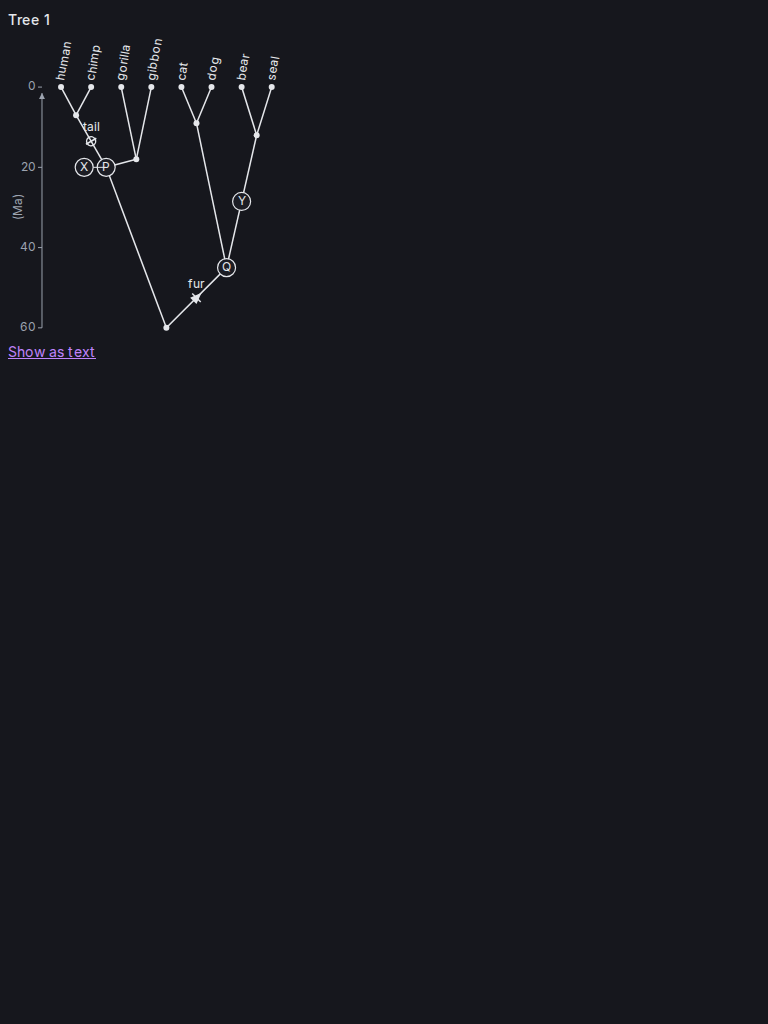 Tree 1
human chimp gorilla gibbon cat dog bear seal
0
tail
20
X P
Y
(Ma)
40
Q
fur
60
Show as text